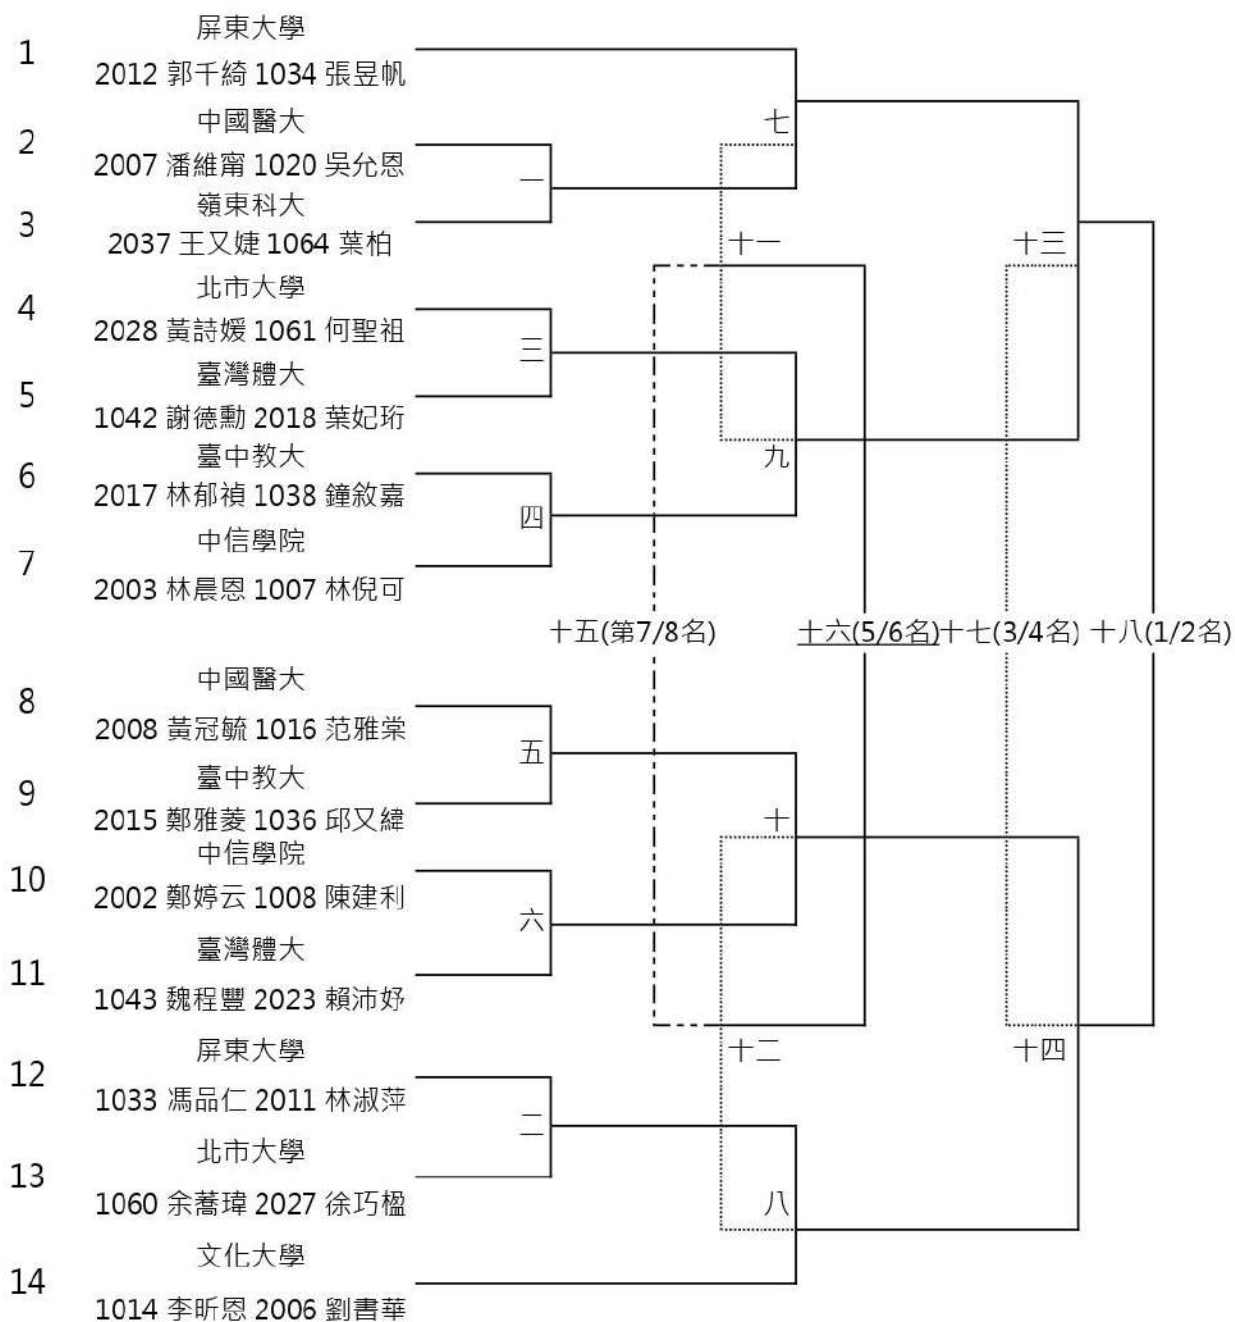 屏東大學
1
2012 郭千綺 1034 張昱帆
中國醫大
七
2
2007 潘維甯 1020 吳允恩
一
嶺東科大
3
2037 王又婕 1064 葉柏
十一
十三
北市大學
4
2028 黃詩媛 1061 何聖祖
三
臺灣體大
5
1042 謝德勳 2018 葉妃珩
臺中教大
九
6
2017 林郁禎 1038 鐘敘嘉
四
中信學院
7
2003 林晨恩 1007 林倪可
十五(第7/8名)
十六(5/6名)
十七(3/4名)
十八(1/2名)
中國醫大
8
2008 黃冠毓 1016 范雅棠
五
臺中教大
9
2015 鄭雅菱 1036 邱又緯
十
中信學院
10
2002 鄭婷云 1008 陳建利
六
臺灣體大
11
1043 魏程豐 2023 賴沛妤
屏東大學
十二
十四
12
1033 馮品仁 2011 林淑萍
二
北市大學
13
1060 余蕎瑋 2027 徐巧楹
八
文化大學
14
1014 李昕恩 2006 劉書華